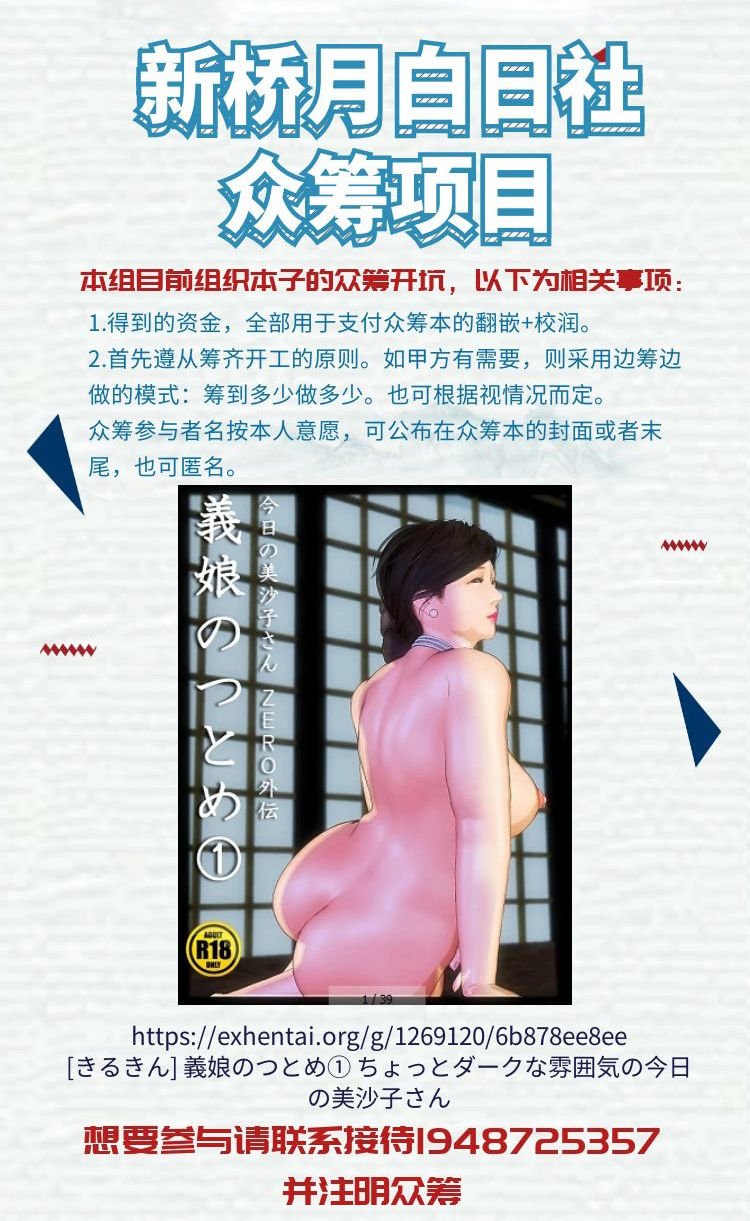 新桥月白日社
众筹项目
本组目前组织本子的众筹开坑，以下为相关事项：
1.得到的资金，全部用于支付众筹本的翻嵌+校润。
2.首先遵从筹齐开工的原则。如甲方有需要，则采用边筹边
做的模式：筹到多少做多少。也可根据视情况而定。
众筹参与者名按本人意愿，可公布在众筹本的封面或者末
尾，也可匿名。
今日の美沙子さん ZERO外伝
義娘のつとめ①
ADULT
R18
ONLY
1 / 39
https://exhentai.org/g/1269120/6b878ee8ee
[きるきん] 義娘のつとめ① ちょっとダークな雰囲気の今日
の美沙子さん
想要参与请联系接待1948725357
并注明众筹